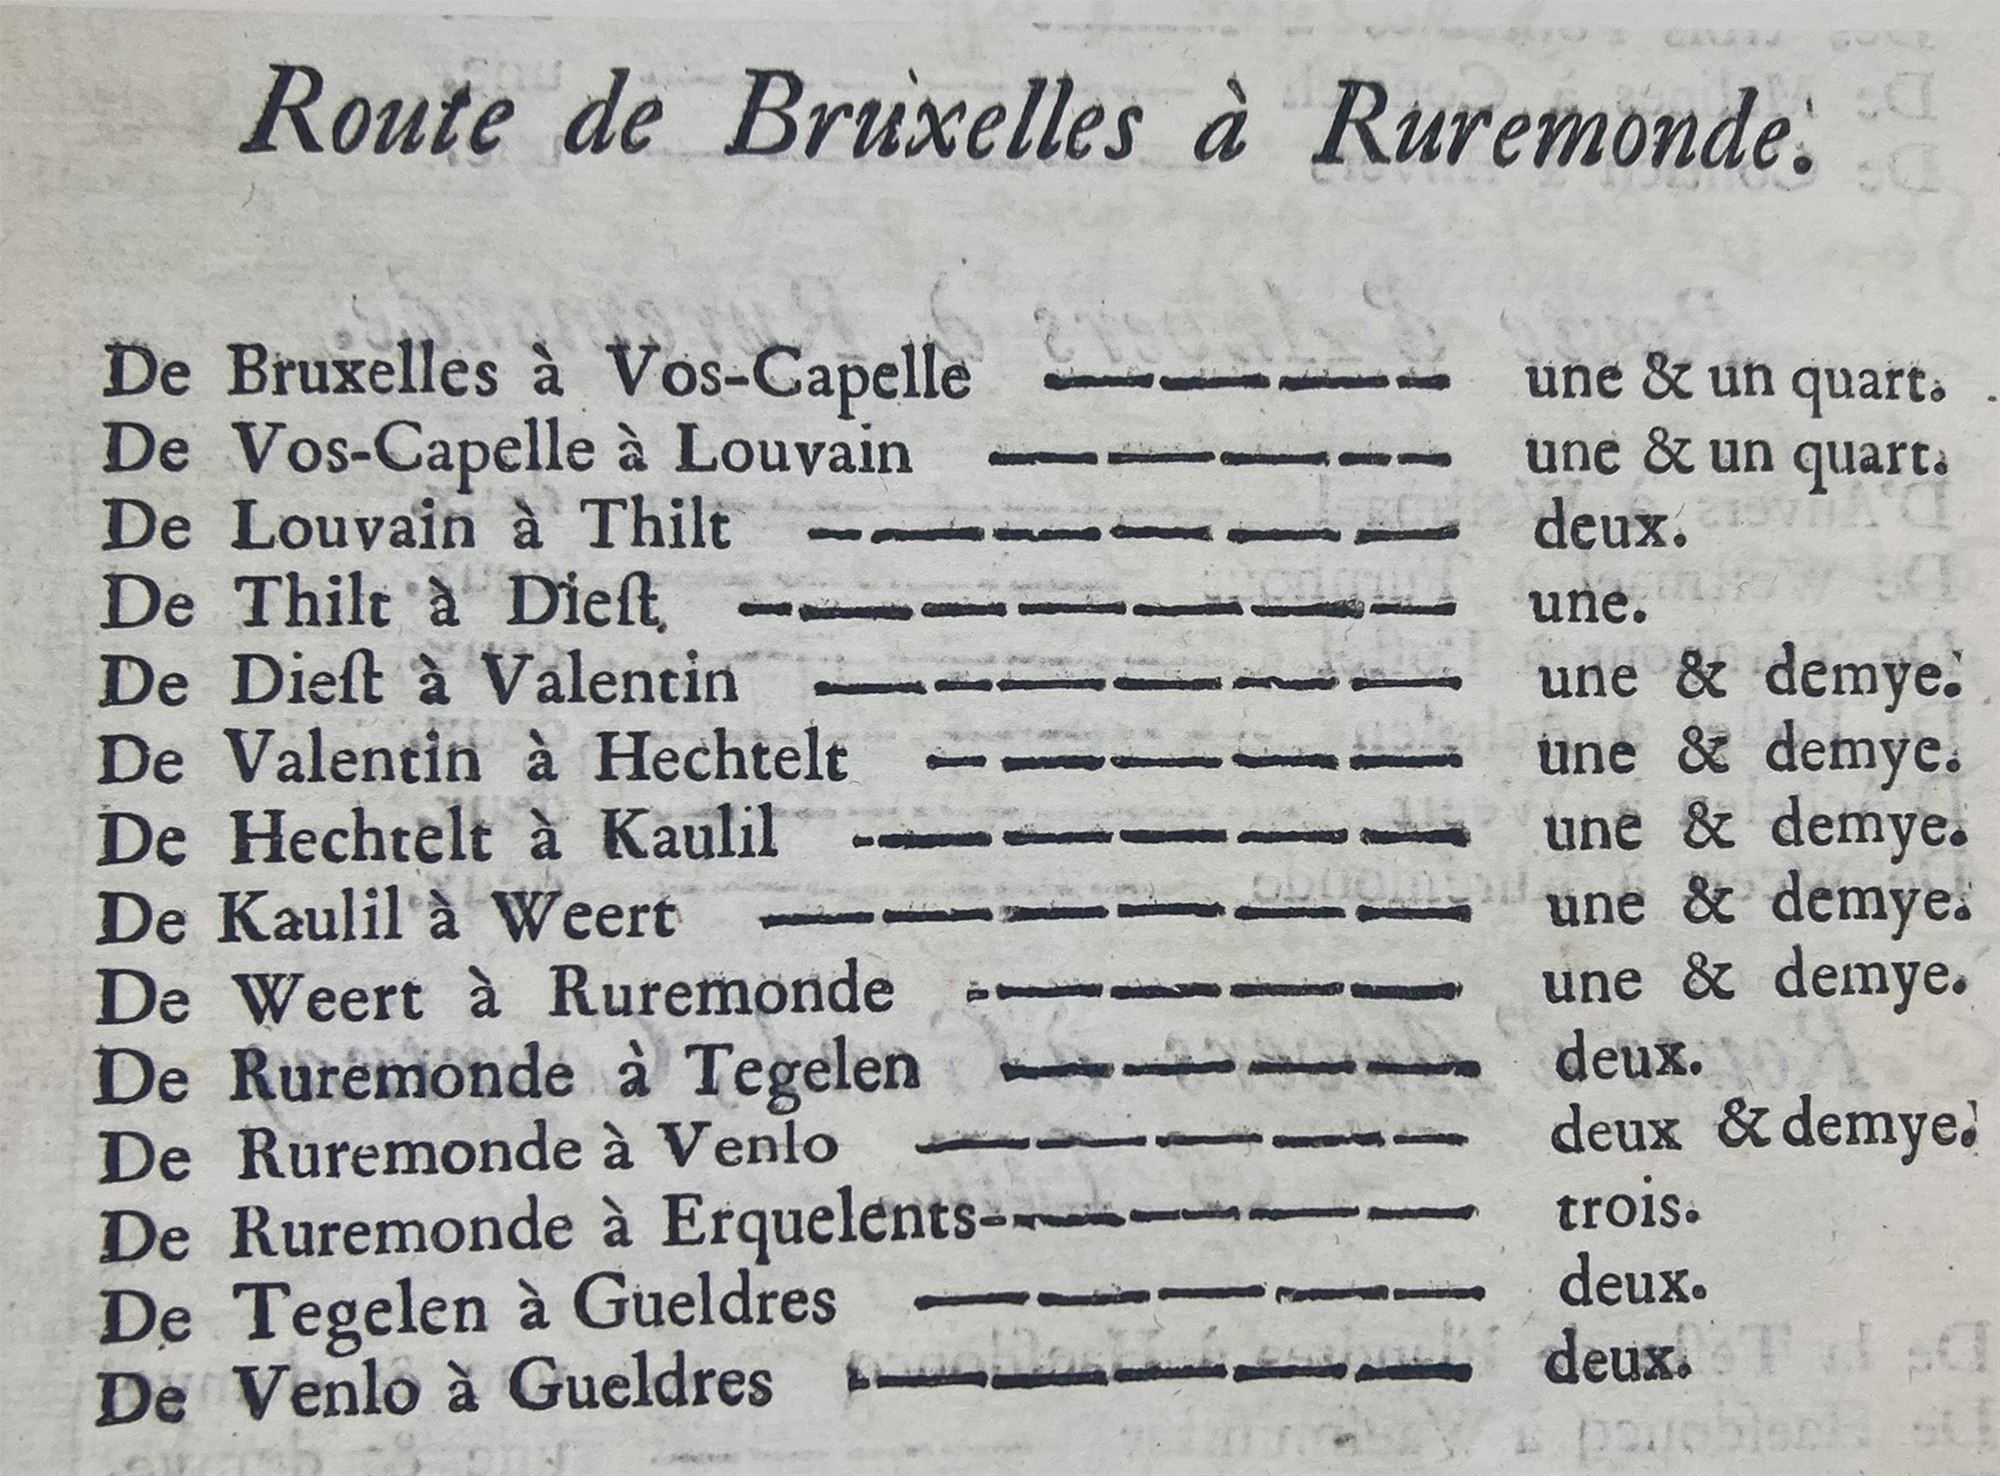 Route de Bruxelles à Ruremonde.
De Bruxelles à Vos-Capelle — — — — une & un quart.
De Vos-Capelle à Louvain — — — — — une & un quart.
De Louvain à Thilt — — — — — — deux.
De Thilt à Dieſt — — — — — — — une.
De Dieſt à Valentin — — — — — — une & demye.
De Valentin à Hechtelt — — — — — une & demye.
De Hechtelt à Kaulil — — — — — une & demye.
De Kaulil à Weert — — — — — — une & demye.
De Weert à Ruremonde — — — — une & demye.
De Ruremonde à Tegelen — — — — deux.
De Ruremonde à Venlo — — — — — deux & demye.
De Ruremonde à Erquelents- — — — — trois.
De Tegelen à Gueldres — — — — — deux.
De Venlo à Gueldres — — — — — deux.